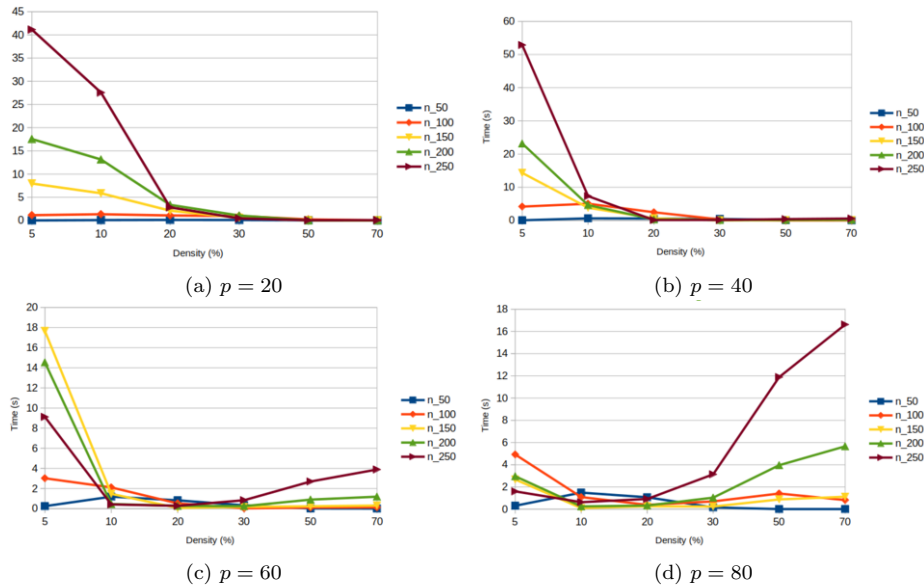 45
40
35
30
25
20
15
10
5
0
5 10 20 30 50 70
Density (%)
n_50
n_100
n_150
n_200
n_250
(a) p = 20
60
50
40
30
20
10
0
Time (s)
5 10 20 30 50 70
Density (%)
n_50
n_100
n_150
n_200
n_250
(b) p = 40
20
18
16
14
12
10
8
6
4
2
0
Time (s)
5 10 20 30 50 70
Density (%)
n_50
n_100
n_150
n_200
n_250
(c) p = 60
18
16
14
12
10
8
6
4
2
0
Time (s)
5 10 20 30 50 70
Density (%)
n_50
n_100
n_150
n_200
n_250
(d) p = 80